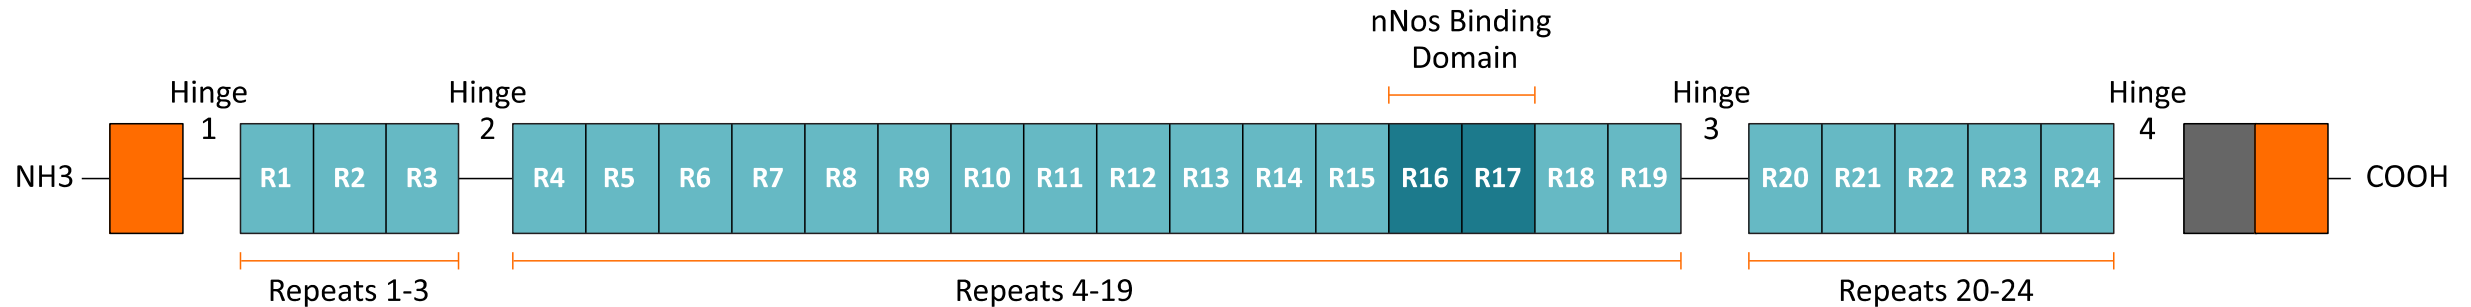 nNos Binding
Domain
Hinge
1
Hinge
2
Hinge
3
Hinge
4
NH3
R1 R2 R3
R4 R5 R6 R7 R8 R9 R10 R11 R12 R13 R14 R15 R16 R17 R18 R19
R20 R21 R22 R23 R24
COOH
Repeats 1-3
Repeats 4-19
Repeats 20-24